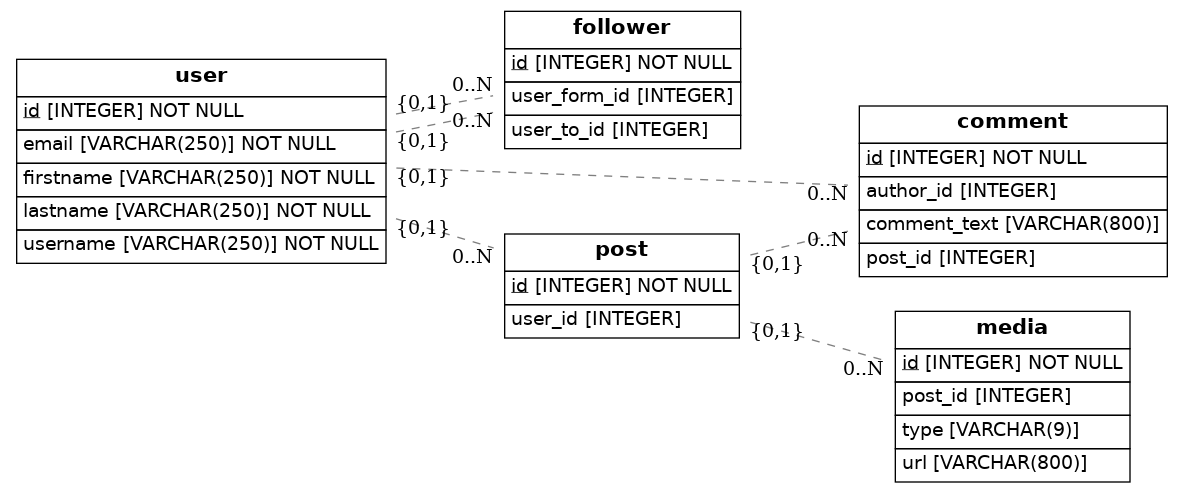 user
id [INTEGER] NOT NULL
email [VARCHAR(250)] NOT NULL
firstname [VARCHAR(250)] NOT NULL
lastname [VARCHAR(250)] NOT NULL
username [VARCHAR(250)] NOT NULL
{0,1}
0..N
{0,1}
0..N
{0,1}
0..N
{0,1}
0..N
follower
id [INTEGER] NOT NULL
user_form_id [INTEGER]
user_to_id [INTEGER]
post
id [INTEGER] NOT NULL
user_id [INTEGER]
{0,1}
0..N
{0,1}
0..N
comment
id [INTEGER] NOT NULL
author_id [INTEGER]
comment_text [VARCHAR(800)]
post_id [INTEGER]
media
id [INTEGER] NOT NULL
post_id [INTEGER]
type [VARCHAR(9)]
url [VARCHAR(800)]